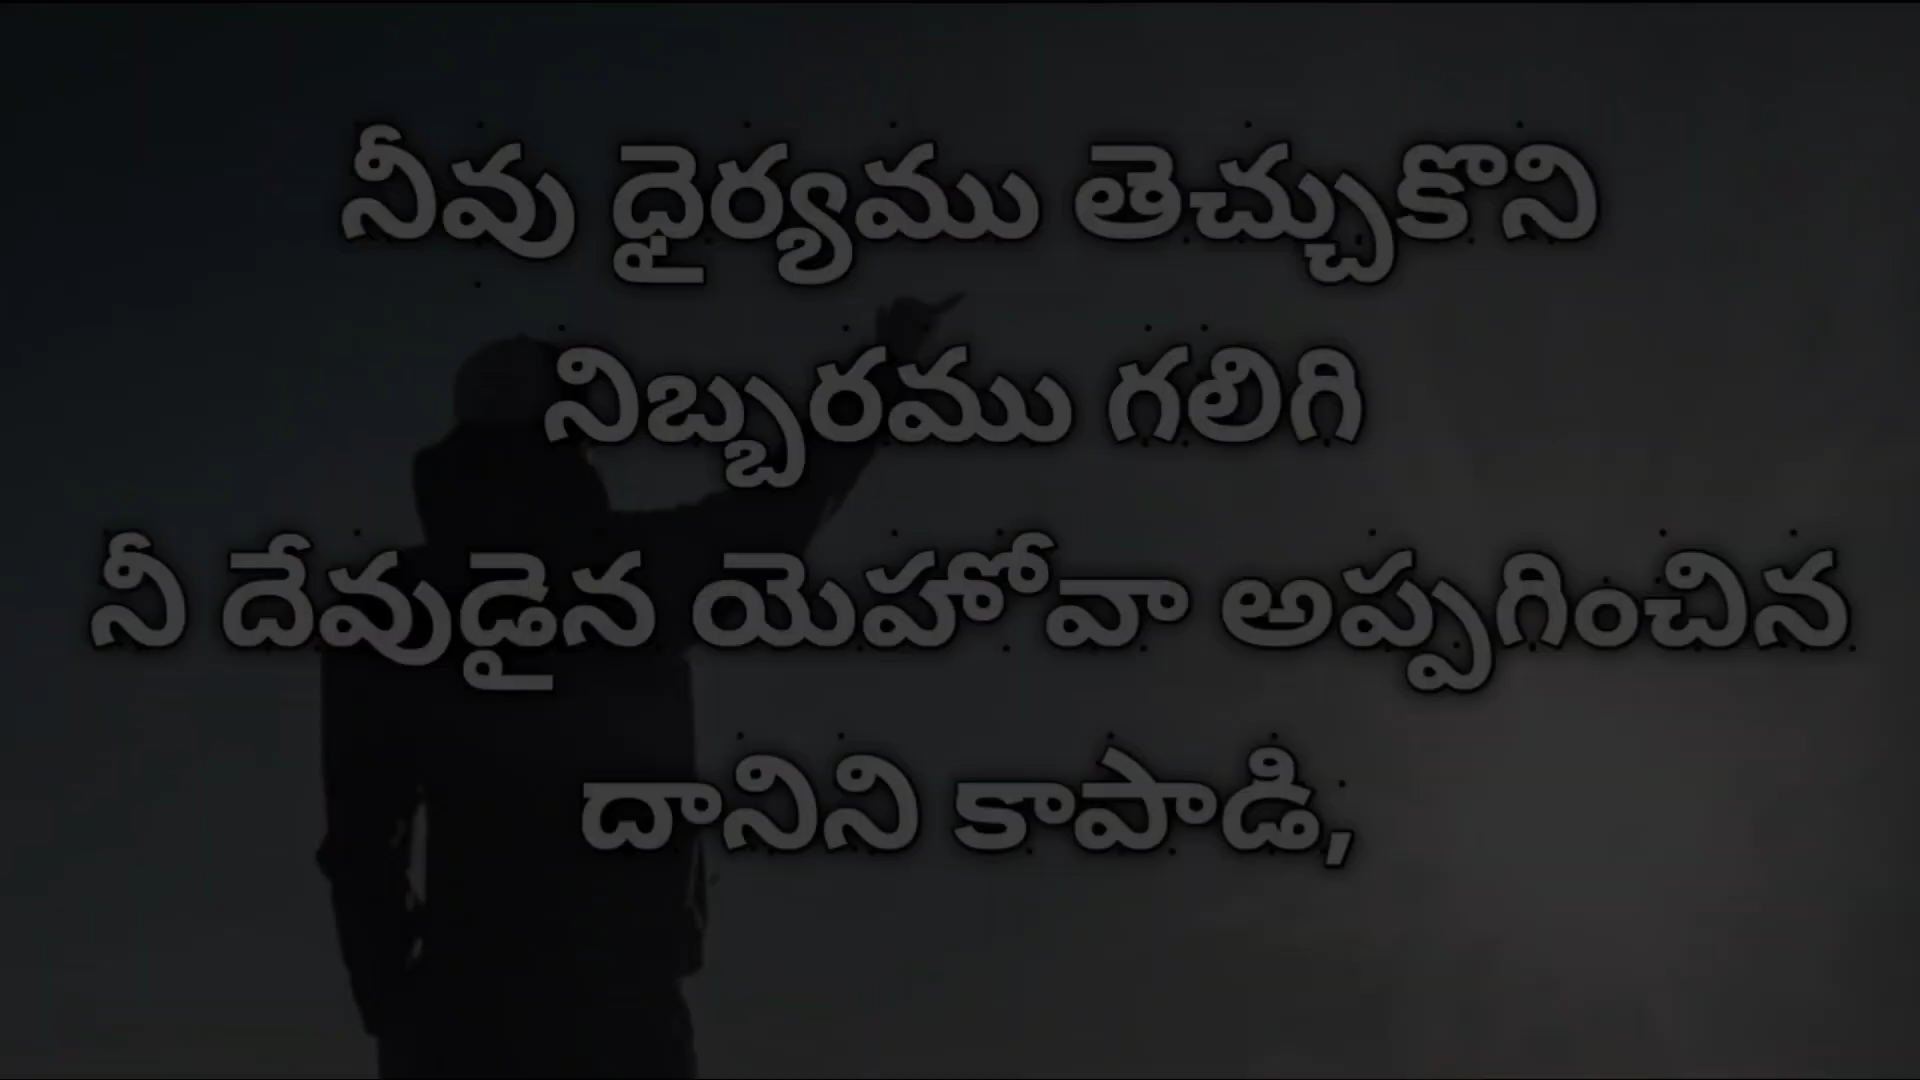 నీవు ధైర్యము తెచ్చుకొని
నిబ్బరము గలిగి
నీ దేవుడైన యెహోవా అప్పగించిన
దానిని కాపాడి,